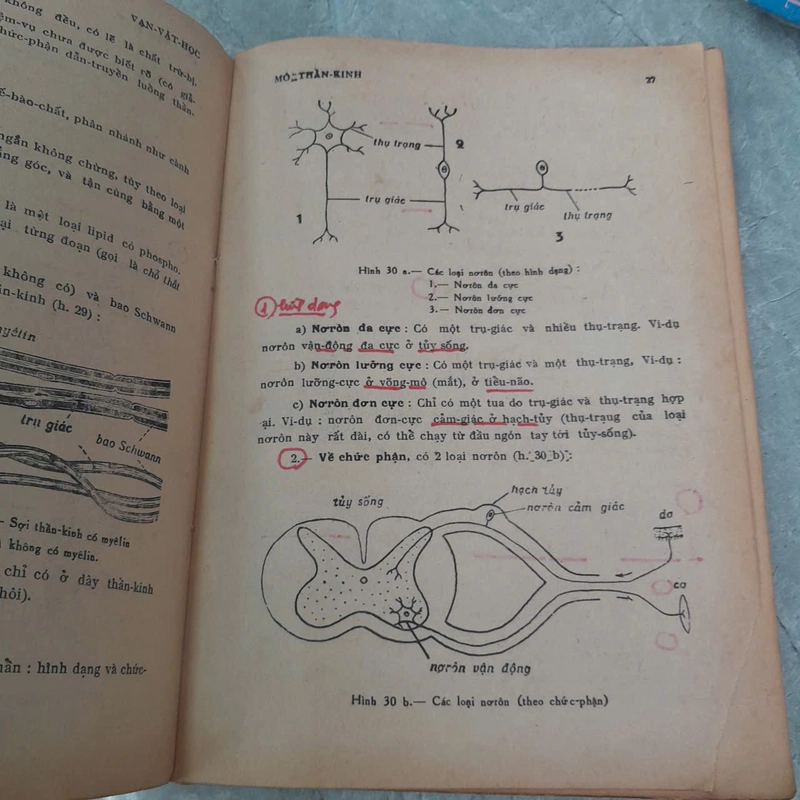 VẠN-VẬT-HỌC
không đều, có lẽ là chất trữ-bị.
chưa được biết rõ (có giả.
chức-phận dẫn-truyền luồng thần.
bào-chất, phân nhánh như cành
ngắn không chừng, tùy theo loại
góc, và tận cùng bằng một
là một loại lipid có phospho.
từng đoạn (gọi là chỗ thắt
không có) và bao Schwann
kinh (h. 29) :
myêlin
trụ giác
bao Schwann
— Sợi thần-kinh có myêlin
không có myêlin.
chỉ có ở dây thần-kinh
: hình dạng và chức-
MÔ THẦN-KINH
27
thụ trạng
2
trụ giác
1
trụ giác
thụ trạng
3
Hình 30 a.— Các loại nơrôn (theo hình dạng) :
1.— Nơrôn đa cực
2.— Nơrôn lưỡng cực
3.— Nơrôn đơn cực
1) hình dạng
a) Nơrôn đa cực : Có một trụ-giác và nhiều thụ-trạng. Ví-dụ
nơrôn vận-động đa cực ở tủy sống.
b) Nơrôn lưỡng cực : Có một trụ-giác và một thụ-trạng, Ví-dụ :
nơrôn lưỡng-cực ở võng-mô (mắt), ở tiểu-não.
c) Nơrôn đơn cực : Chỉ có một tua do trụ-giác và thụ-trạng hợp
ại. Ví-dụ : nơrôn đơn-cực cảm-giác ở hạch-tủy (thụ-trạng của loại
nơrôn này rất dài, có thể chạy từ đầu ngón tay tới tủy-sống).
2.— Về chức phận, có 2 loại nơrôn (h. 30 b) :
tủy sống
hạch tủy
nơrôn cảm giác
da
cơ
nơrôn vận động
Hình 30 b.— Các loại nơrôn (theo chức-phận)